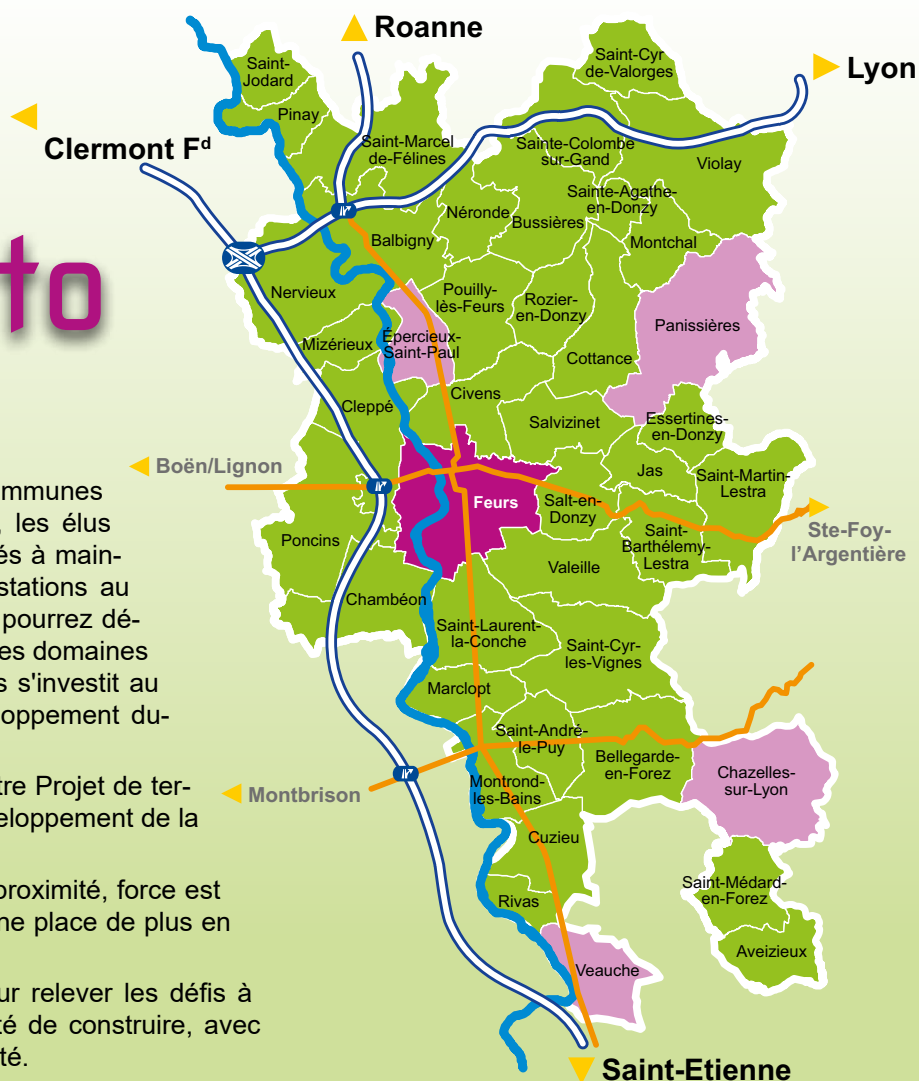 Roanne
Lyon
Clermont Fd
to
ommunes
, les élus
és à main-
stations au
pourrez dé-
es domaines
s s'investit au
oppement du-
tre Projet de ter-
eloppement de la
proximité, force est
ne place de plus en
ur relever les défis à
té de construire, avec
té.
Saint-
Jodard
Pinay
Saint-Marcel
de-Félines
Saint-Cyr
de-Valorges
Sainte-Colombe
sur-Gand
Violay
Sainte-Agathe-
en-Donzy
Néronde
Bussières
Balbigny
Montchal
Nervieux
Pouilly-
lès-Feurs
Rozier-
en-Donzy
Panissières
Mizérieux
Épercieux-
Saint-Paul
Cottance
Cleppé
Civens
Salvizinet
Essertines-
en-Donzy
Boën/Lignon
Jas
Saint-Martin-
Lestra
Feurs
Salt-en-
Donzy
Saint-
Barthélemy-
Lestra
Ste-Foy-
l'Argentière
Poncins
Valeille
Chambéon
Saint-Laurent-
la-Conche
Saint-Cyr-
les-Vignes
Marclopt
Saint-André-
le-Puy
Bellegarde-
en-Forez
Chazelles-
sur-Lyon
Montbrison
Montrond-
les-Bains
Cuzieu
Saint-Médard-
en-Forez
Rivas
Aveizieux
Veauche
Saint-Etienne